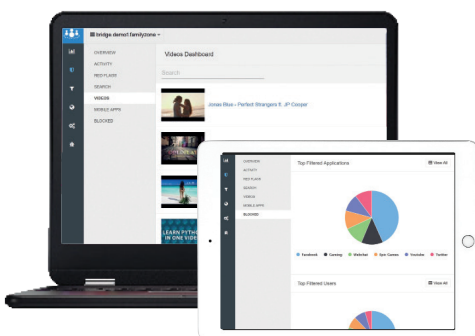 bridge.demo1.familyzone
OVERVIEW
ACTIVITY
RED FLAGS
SEARCH
VIDEOS
MOBILE APPS
BLOCKED
Videos Dashboard
Search
Jonas Blue - Perfect Strangers ft. JP Cooper
LEARN PYTHON
IN ONE VIDEO
OVERVIEW
ACTIVITY
RED FLAGS
SEARCH
VIDEOS
MOBILE APPS
BLOCKED
Top Filtered Applications
View All
Facebook Gaming Webchat Epic Games Youtube Twitter
Top Filtered Users
View All